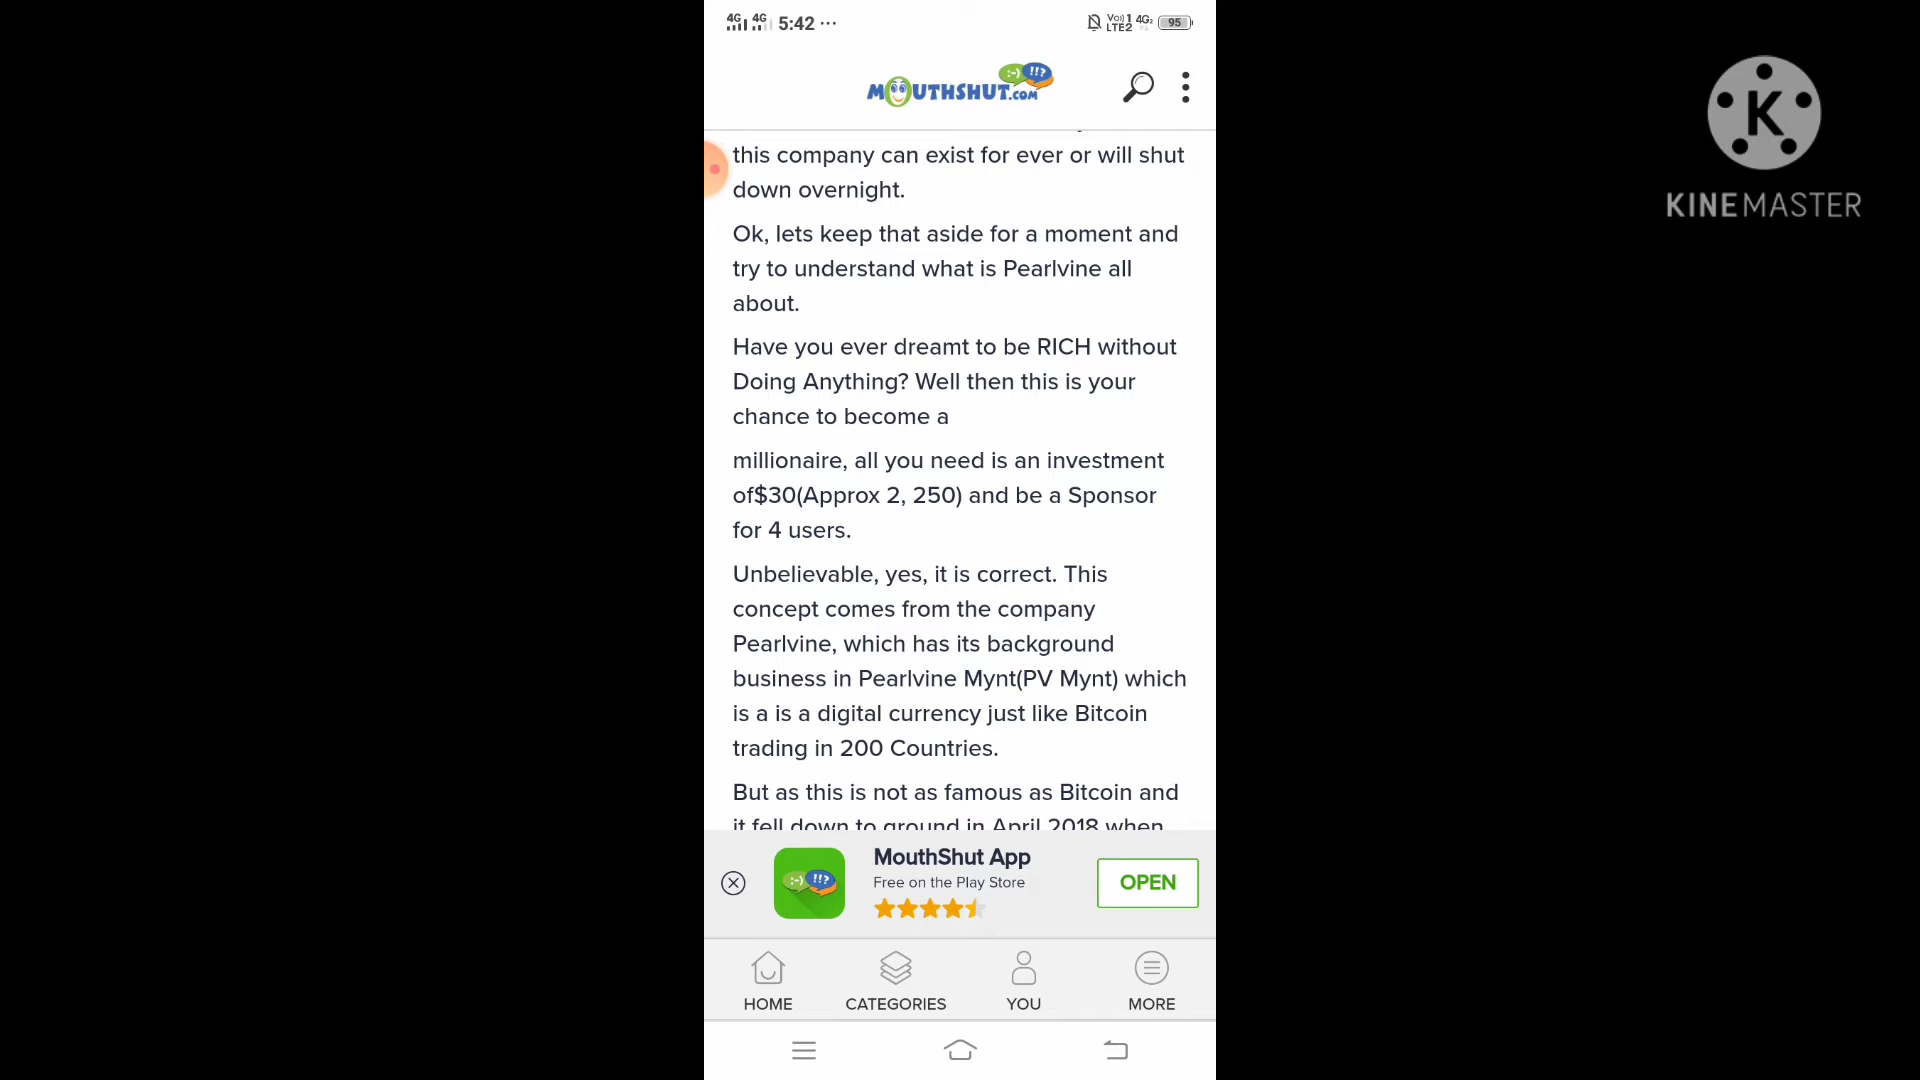 4G 4G 5:42 ...
Vo) 1 4G2
LTE2
95
MOUTHSHUT.COM
:-) !!?
this company can exist for ever or will shut
down overnight.
Ok, lets keep that aside for a moment and
try to understand what is Pearlvine all
about.
Have you ever dreamt to be RICH without
Doing Anything? Well then this is your
chance to become a
millionaire, all you need is an investment
of$30(Approx 2, 250) and be a Sponsor
for 4 users.
Unbelievable, yes, it is correct. This
concept comes from the company
Pearlvine, which has its background
business in Pearlvine Mynt(PV Mynt) which
is a is a digital currency just like Bitcoin
trading in 200 Countries.
But as this is not as famous as Bitcoin and
it fell down to ground in April 2018 when
:-) !!?
MouthShut App
Free on the Play Store
OPEN
HOME
CATEGORIES
YOU
MORE
K
KINEMASTER